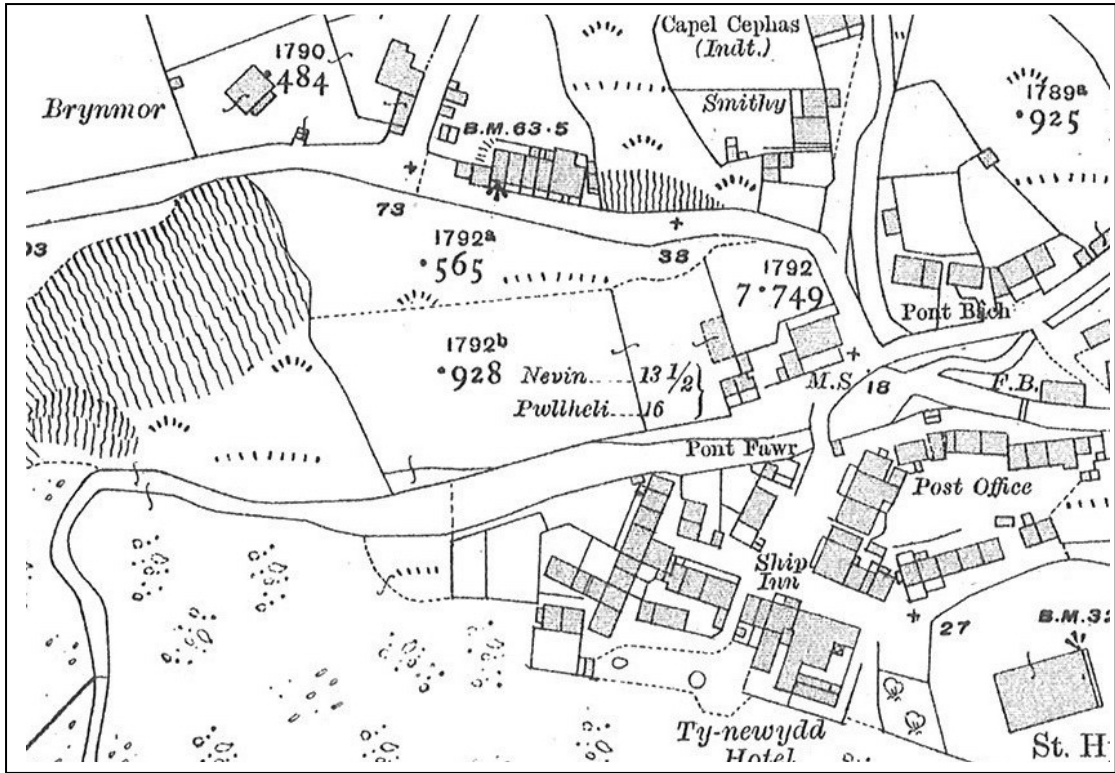 Capel Cephas
(Indt.)
1790
·484
Brynmor
Smithy
1789ª
·925
B.M.63·5
73
93
1792ª
·565
38
1792
7·749
Pont Bach
1792ᵇ
·928
Nevin.... 13 1/2
Pwllheli.... 16
M.S.
18
F.B.
Pont Fawr
Post Office
Ship
Inn
27
B.M.32
Ty-newydd
Hotel
St. H